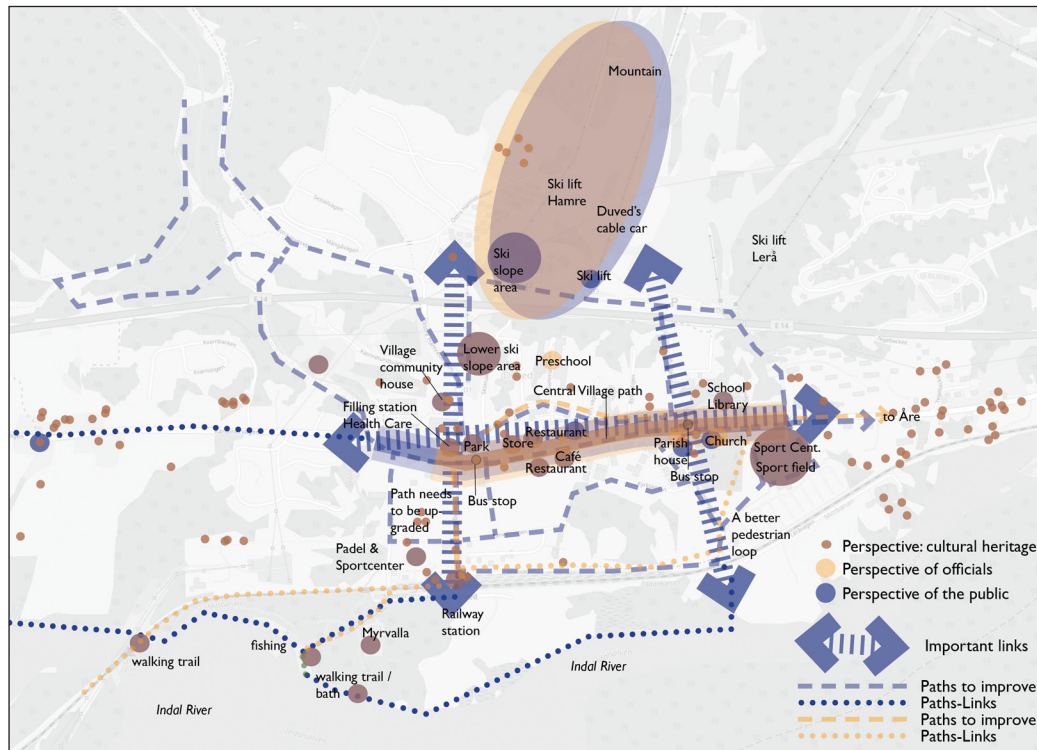 Mountain
Ski lift
Hamre
Duved's
cable car
Ski lift
Lerå
Ski
slope
area
Ski lift
E 14
E 14
Village
community
house
Lower ski
slope area
Preschool
Central Village path
School
Library
Filling station
Health Care
to Åre
Park
Store
Restaurant
Café
Restaurant
Parish
house
Church
Sport Cent.
Sport field
Bus stop
Bus stop
Path needs
to be up-
graded
A better
pedestrian
loop
Padel &
Sportcenter
Railway
station
Myrvalla
fishing
walking trail
walking trail /
bath
Indal River
Indal River
Perspective: cultural heritage
Perspective of officials
Perspective of the public
Important links
Paths to improve
Paths-Links
Paths to improve
Paths-Links